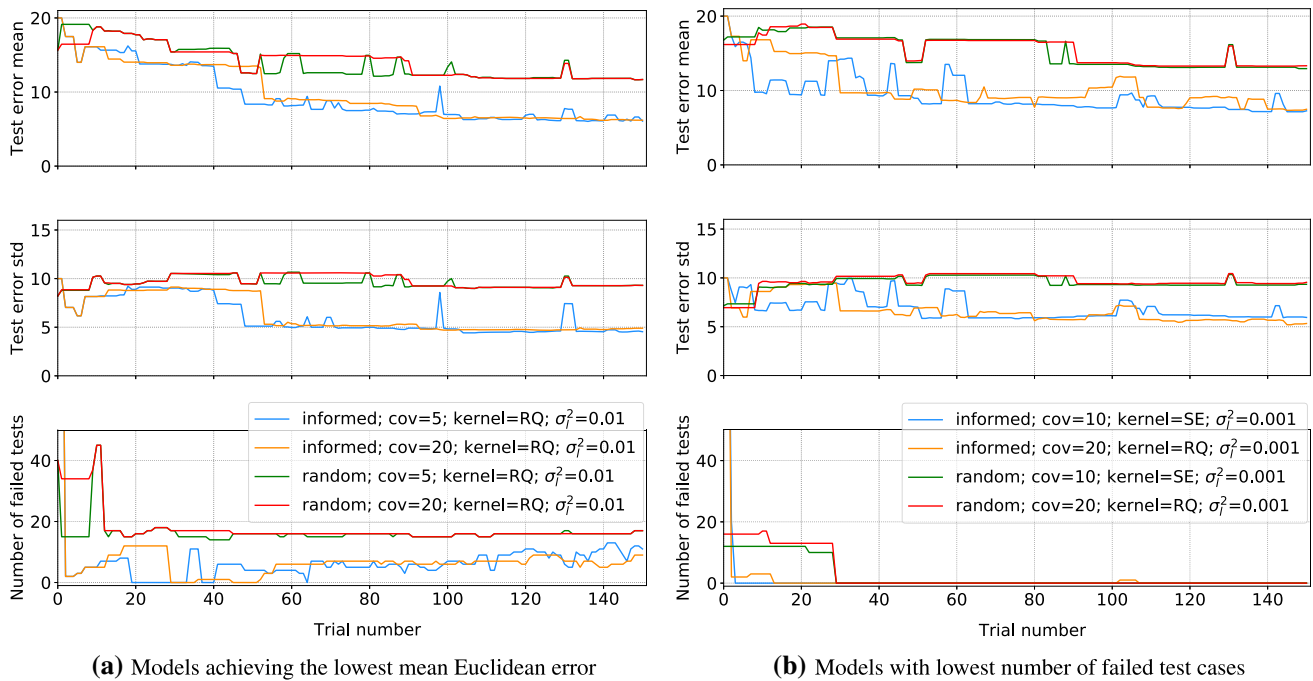 Test error mean
20
10
0
Test error std
15
10
5
0
Number of failed tests
40
20
0
informed; cov=5; kernel=RQ; σ_l^2=0.01
informed; cov=20; kernel=RQ; σ_l^2=0.01
random; cov=5; kernel=RQ; σ_l^2=0.01
random; cov=20; kernel=RQ; σ_l^2=0.01
0 20 40 60 80 100 120 140
Trial number
(a) Models achieving the lowest mean Euclidean error
Test error mean
20
10
0
Test error std
15
10
5
0
Number of failed tests
40
20
0
informed; cov=10; kernel=SE; σ_l^2=0.001
informed; cov=20; kernel=RQ; σ_l^2=0.001
random; cov=10; kernel=SE; σ_l^2=0.001
random; cov=20; kernel=RQ; σ_l^2=0.001
0 20 40 60 80 100 120 140
Trial number
(b) Models with lowest number of failed test cases